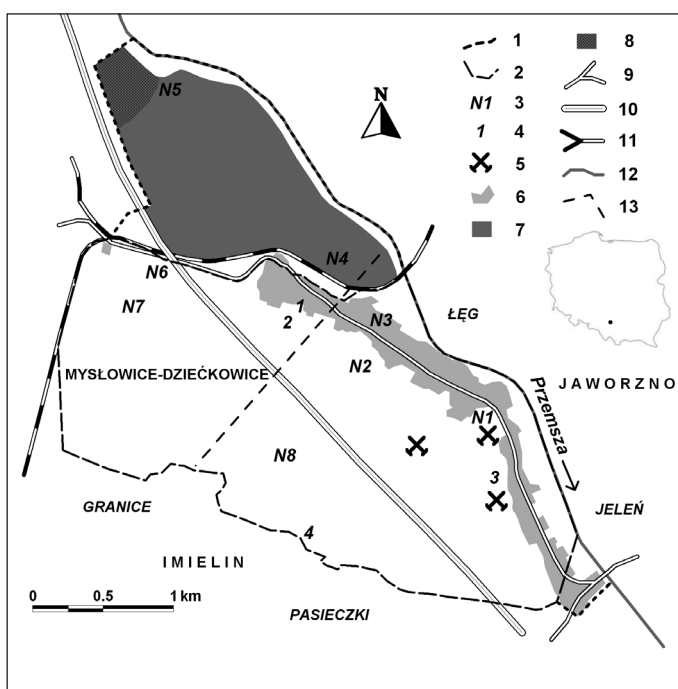 1
2
N1 3
1 4
5
6
7
8
9
10
11
12
13
N
N5
N4
N6
N7
1
2
N3
N2
ŁĘG
MYSŁOWICE-DZIEĆKOWICE
JAWORZNO
Przemsza
N1
N8
3
GRANICE
JELEŃ
4
IMIELIN
PASIECZKI
0 0.5 1 km